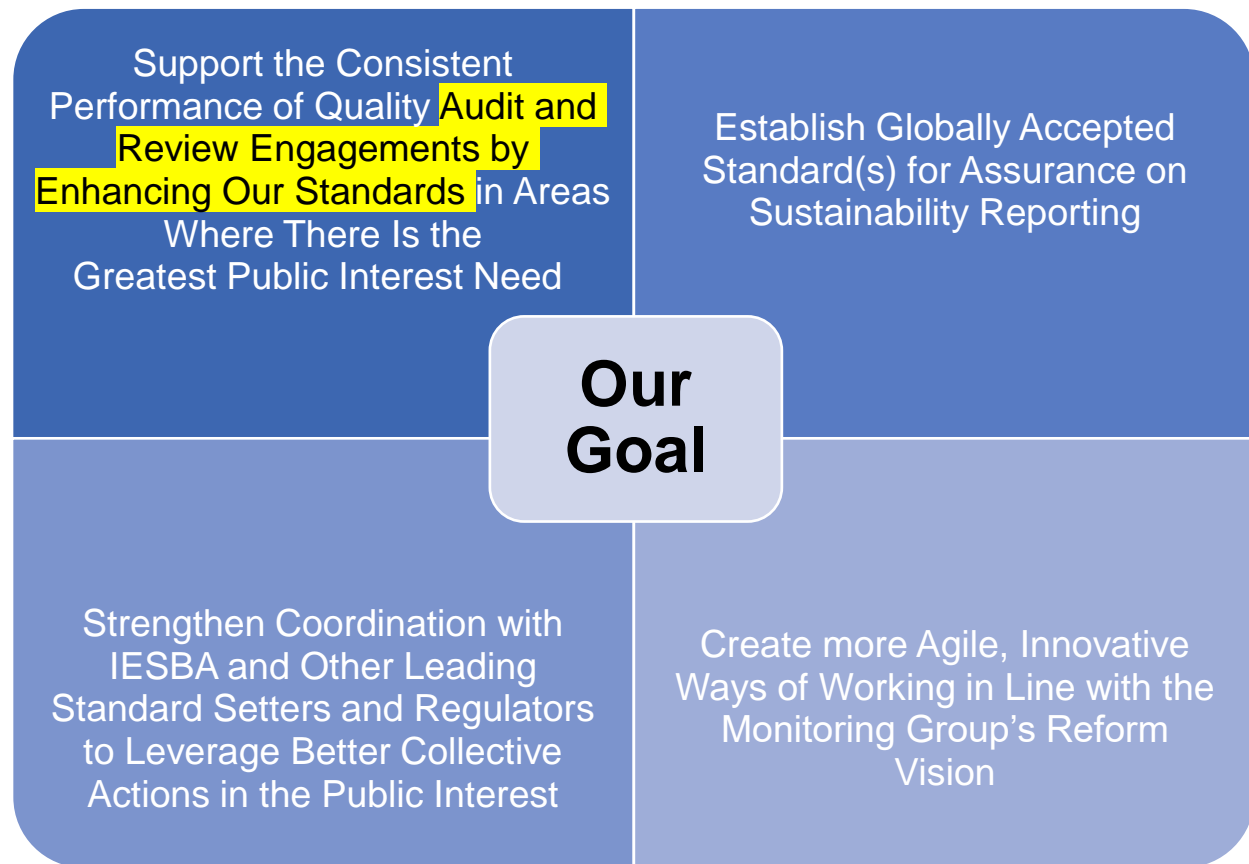 Support the Consistent
Performance of Quality Audit and
Review Engagements by
Enhancing Our Standards in Areas
Where There Is the
Greatest Public Interest Need
Establish Globally Accepted
Standard(s) for Assurance on
Sustainability Reporting
Our
Goal
Strengthen Coordination with
IESBA and Other Leading
Standard Setters and Regulators
to Leverage Better Collective
Actions in the Public Interest
Create more Agile, Innovative
Ways of Working in Line with the
Monitoring Group’s Reform
Vision